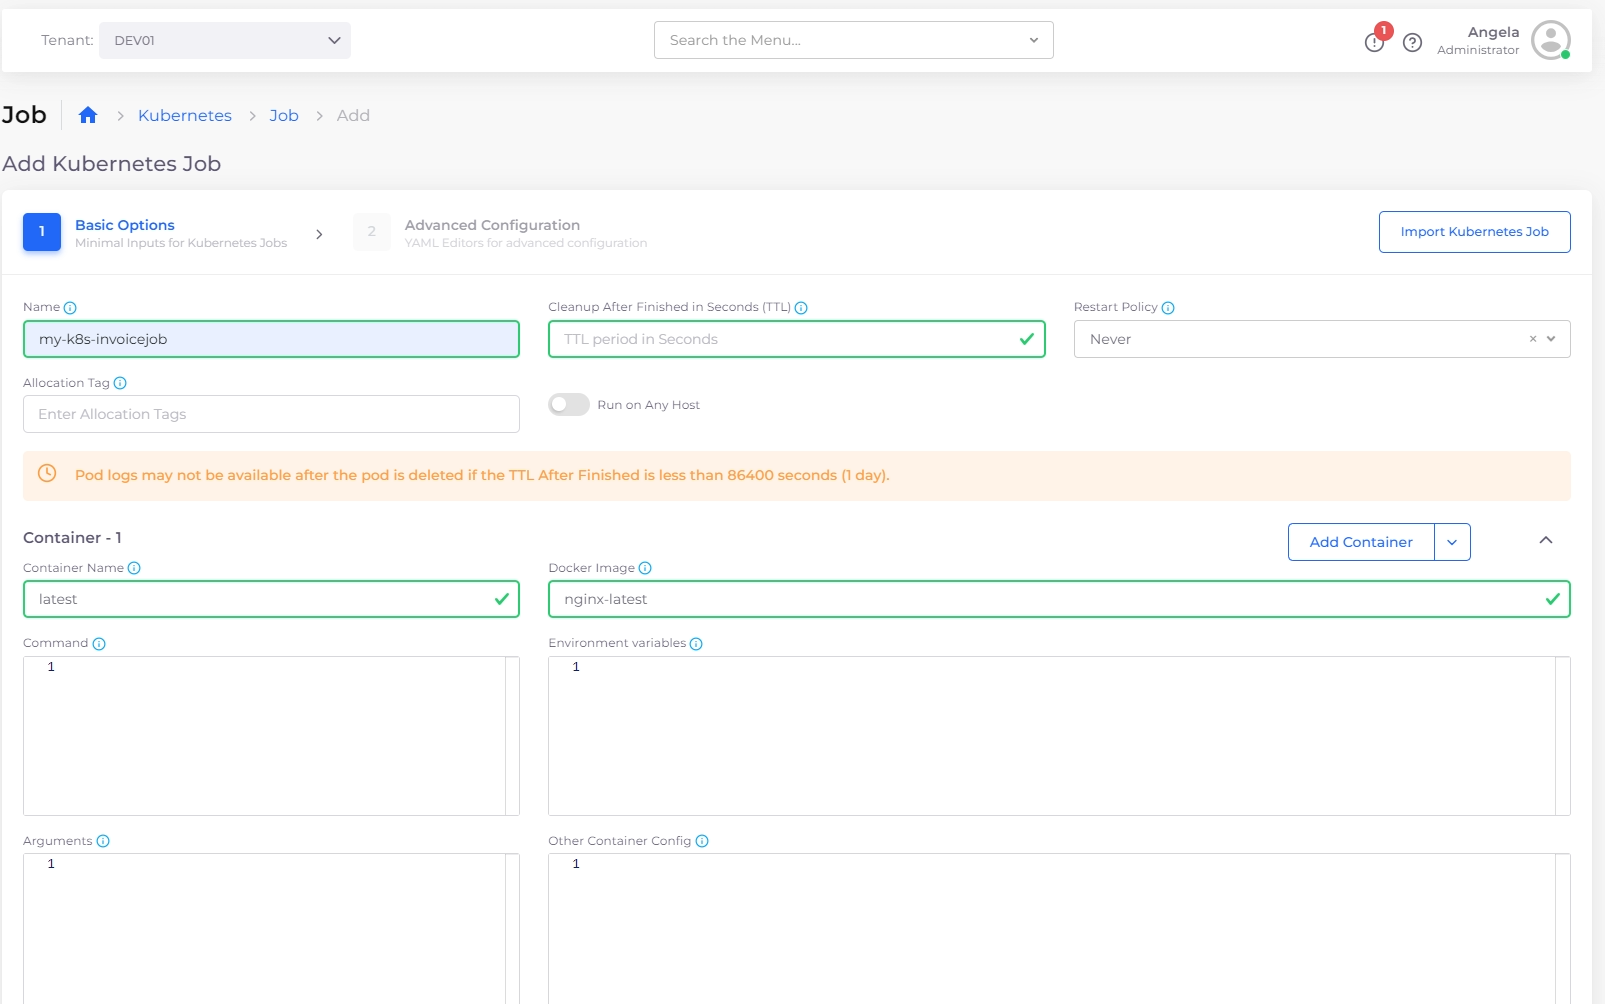 Tenant:
DEV01
Search the Menu...
1
Angela
Administrator
Job
Kubernetes
Job
Add
Add Kubernetes Job
1
Basic Options
Minimal Inputs for Kubernetes Jobs
2
Advanced Configuration
YAML Editors for advanced configuration
Import Kubernetes Job
Name
Cleanup After Finished in Seconds (TTL)
Restart Policy
my-k8s-invoicejob
TTL period in Seconds
Never
Allocation Tag
Enter Allocation Tags
Run on Any Host
Pod logs may not be available after the pod is deleted if the TTL After Finished is less than 86400 seconds (1 day).
Container - 1
Add Container
Container Name
Docker Image
latest
nginx-latest
Command
Environment variables
1
1
Arguments
Other Container Config
1
1